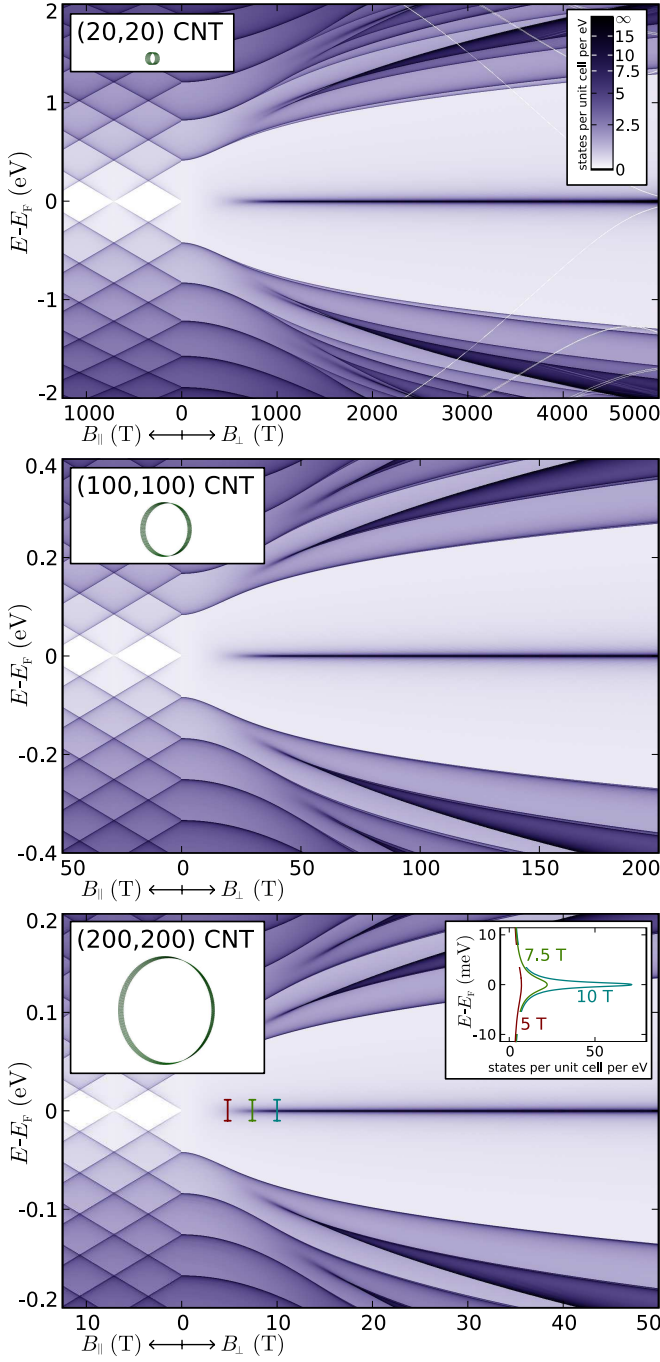 (20,20) CNT
states per unit cell per eV
∞
15
10
7.5
5
2.5
0
E-E_F (eV)
2
1
0
-1
-2
1000 0 1000 2000 3000 4000 5000
B_∥ (T) ⟷ B_⊥ (T)
(100,100) CNT
E-E_F (eV)
0.4
0.2
0
-0.2
-0.4
50 0 50 100 150 200
B_∥ (T) ⟷ B_⊥ (T)
(200,200) CNT
E-E_F (eV)
0.2
0.1
0
-0.1
-0.2
10 0 10 20 30 40 50
B_∥ (T) ⟷ B_⊥ (T)
E-E_F (meV)
10
0
-10
7.5 T
10 T
5 T
0 50
states per unit cell per eV